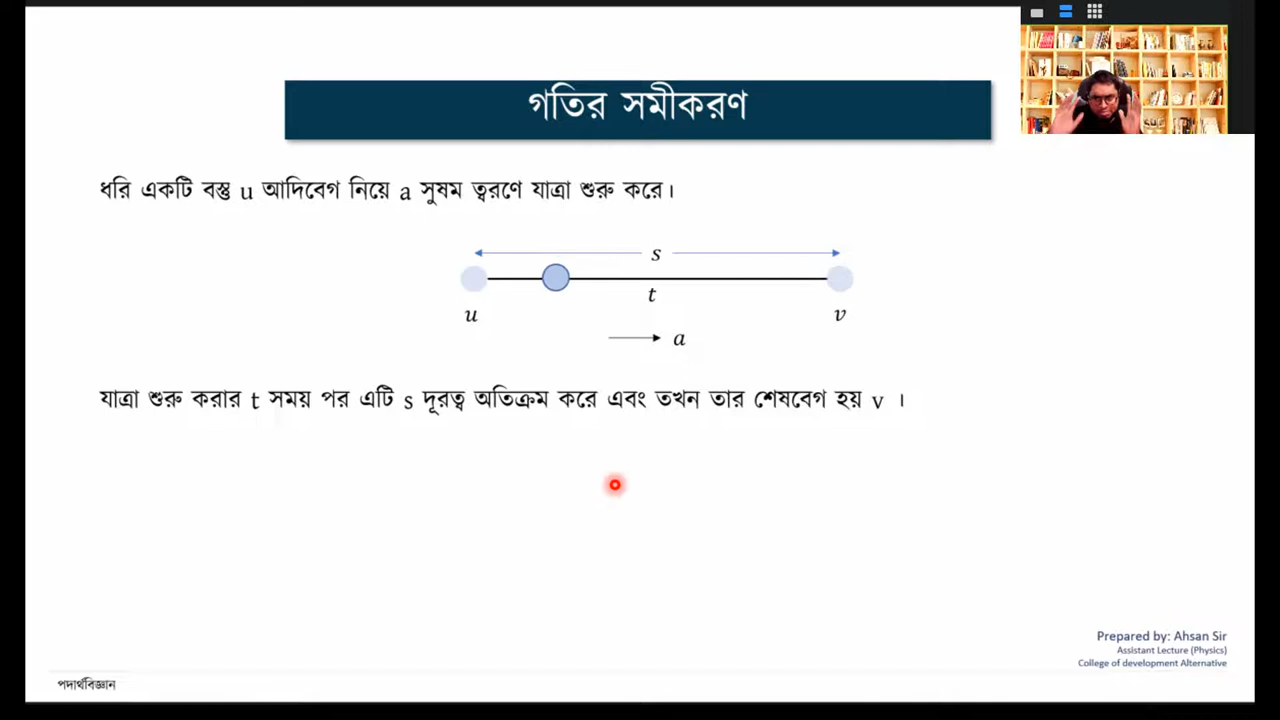 গতির সমীকরণ
ধরি একটি বস্তু u আদিবেগ নিয়ে a সুষম ত্বরণে যাত্রা শুরু করে।
s
t
u
v
a
যাত্রা শুরু করার t সময় পর এটি s দূরত্ব অতিক্রম করে এবং তখন তার শেষবেগ হয় v ।
Prepared by: Ahsan Sir
Assistant Lecture (Physics)
College of development Alternative
পদার্থবিজ্ঞান